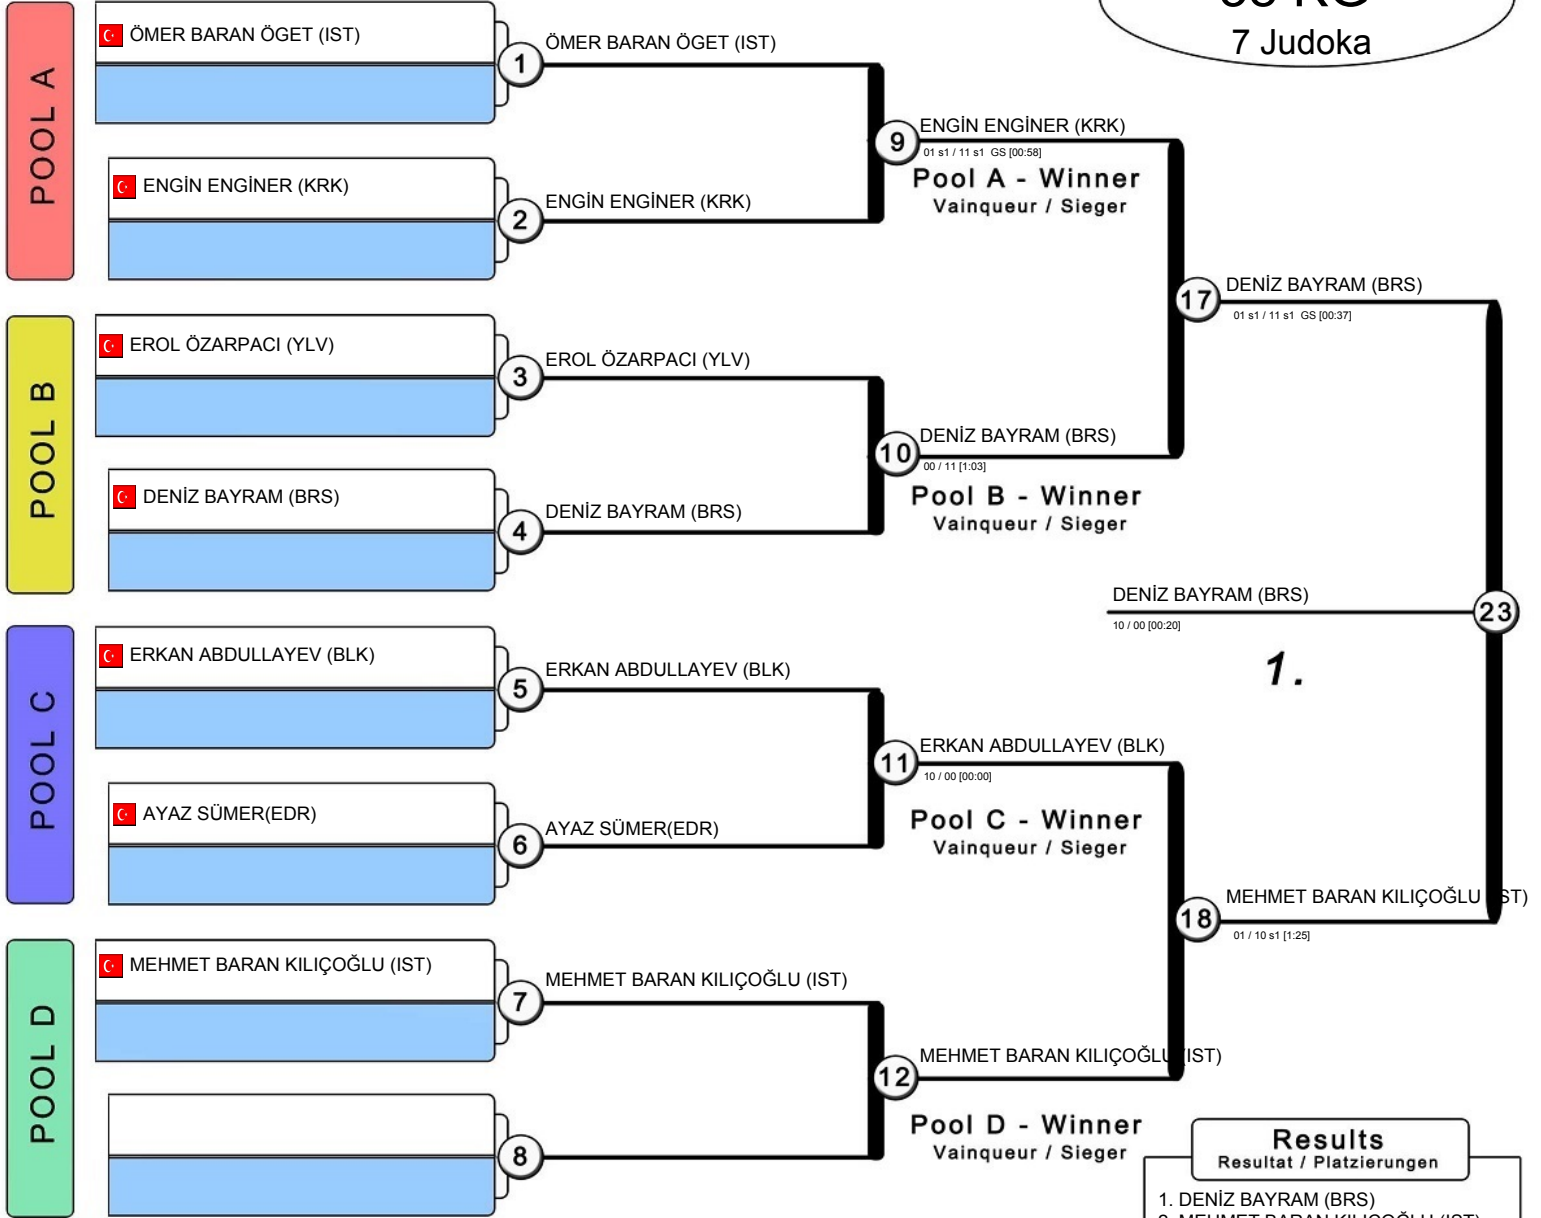 7 Judoka
POOL A
ÖMER BARAN ÖGET (IST)
1
ÖMER BARAN ÖGET (IST)
ENGİN ENGİNER (KRK)
2
ENGİN ENGİNER (KRK)
9
ENGİN ENGİNER (KRK)
01 s1 / 11 s1 GS [00:58]
Pool A - Winner
Vainqueur / Sieger
POOL B
EROL ÖZARPACI (YLV)
3
EROL ÖZARPACI (YLV)
DENİZ BAYRAM (BRS)
4
DENİZ BAYRAM (BRS)
10
DENİZ BAYRAM (BRS)
00 / 11 [1:03]
Pool B - Winner
Vainqueur / Sieger
17
DENİZ BAYRAM (BRS)
01 s1 / 11 s1 GS [00:37]
DENİZ BAYRAM (BRS)
23
10 / 00 [00:20]
1.
POOL C
ERKAN ABDULLAYEV (BLK)
5
ERKAN ABDULLAYEV (BLK)
AYAZ SÜMER(EDR)
6
AYAZ SÜMER(EDR)
11
ERKAN ABDULLAYEV (BLK)
10 / 00 [00:00]
Pool C - Winner
Vainqueur / Sieger
18
MEHMET BARAN KILIÇOĞLU (IST)
01 / 10 s1 [1:25]
POOL D
MEHMET BARAN KILIÇOĞLU (IST)
7
MEHMET BARAN KILIÇOĞLU (IST)
8
12
MEHMET BARAN KILIÇOĞLU (IST)
Pool D - Winner
Vainqueur / Sieger
Results
Resultat / Platzierungen
1. DENİZ BAYRAM (BRS)
2. MEHMET BARAN KILIÇOĞLU (IST)